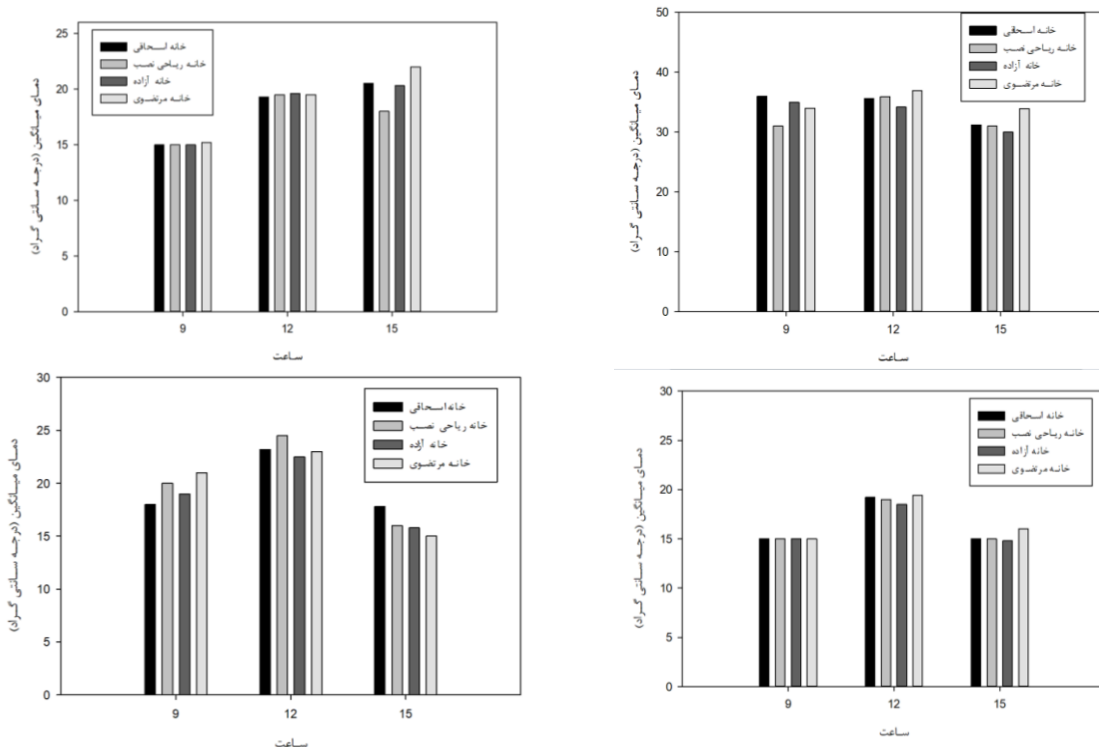 دمای میانگین (درجه سانتی گراد)
25
20
15
10
5
0
خانه اسحاقی
خانه ریاحی نصب
خانه آزاده
خانه مرتضوی
9 12 15
ساعت
دمای میانگین (درجه سانتی گراد)
50
40
30
20
10
0
خانه اسحاقی
خانه ریاحی نصب
خانه آزاده
خانه مرتضوی
9 12 15
ساعت
دمای میانگین (درجه سانتی گراد)
30
25
20
15
10
5
0
خانه اسحاقی
خانه ریاحی نصب
خانه آزاده
خانه مرتضوی
9 12 15
ساعت
دمای میانگین (درجه سانتی گراد)
30
25
20
15
10
5
0
خانه اسحاقی
خانه ریاحی نصب
خانه آزاده
خانه مرتضوی
9 12 15
ساعت